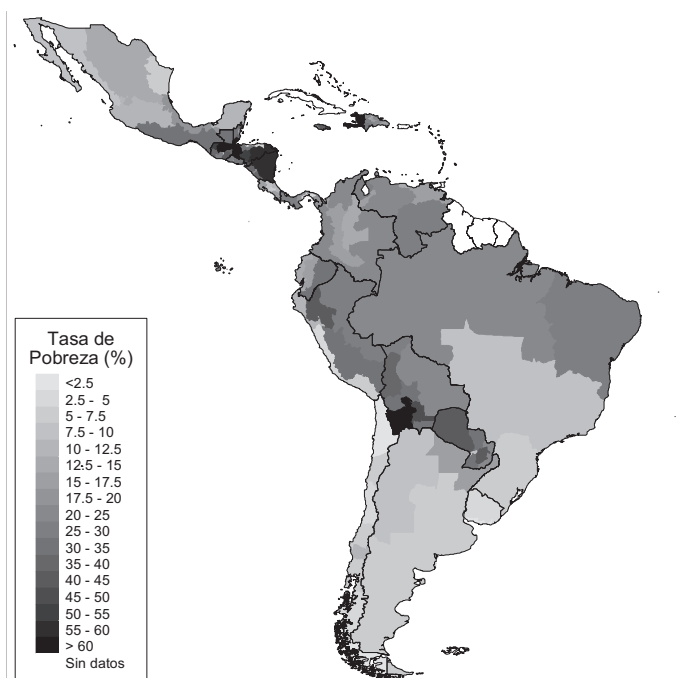 Tasa de
Pobreza (%)
<2.5
2.5 - 5
5 - 7.5
7.5 - 10
10 - 12.5
12.5 - 15
15 - 17.5
17.5 - 20
20 - 25
25 - 30
30 - 35
35 - 40
40 - 45
45 - 50
50 - 55
55 - 60
> 60
Sin datos